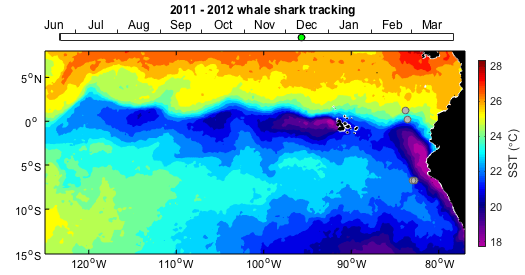 2011 - 2012 whale shark tracking
Jun Jul Aug Sep Oct Nov Dec Jan Feb Mar
5°N
0°
5°S
10°S
15°S
120°W 110°W 100°W 90°W 80°W
28
26
24
22
20
18
SST (°C)